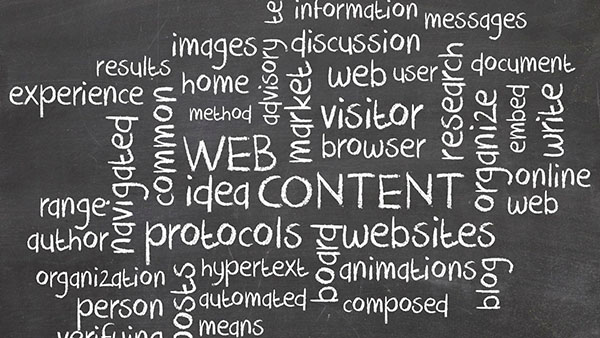 te
information
messages
images
discussion
results
home
advisory
market
web
user
research
document
experience
common
method
visitor
organize
embed
write
navigated
WEB
browser
idea
CONTENT
online
web
range
author
protocols
board
websites
organization
hypertext
animations
blog
person
posts
automated
composed
verifying
means